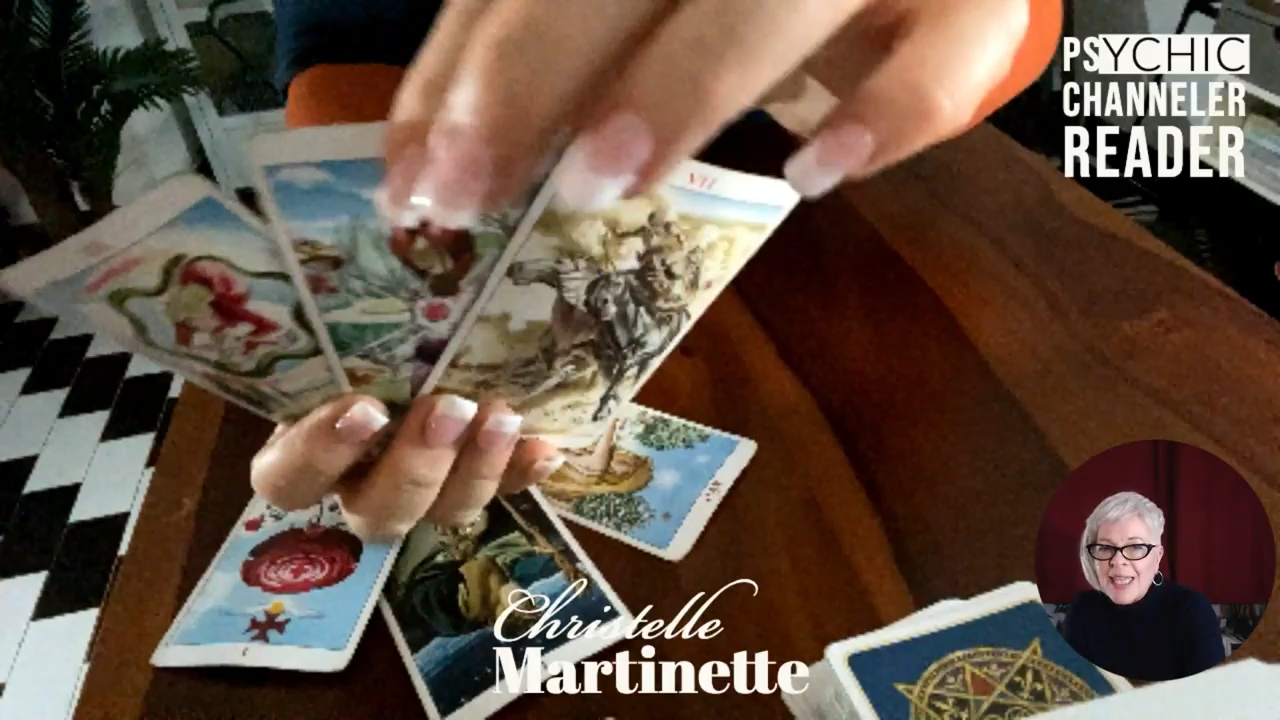 PSYCHIC
CHANNELER
READER
VII
Christelle
Martinette